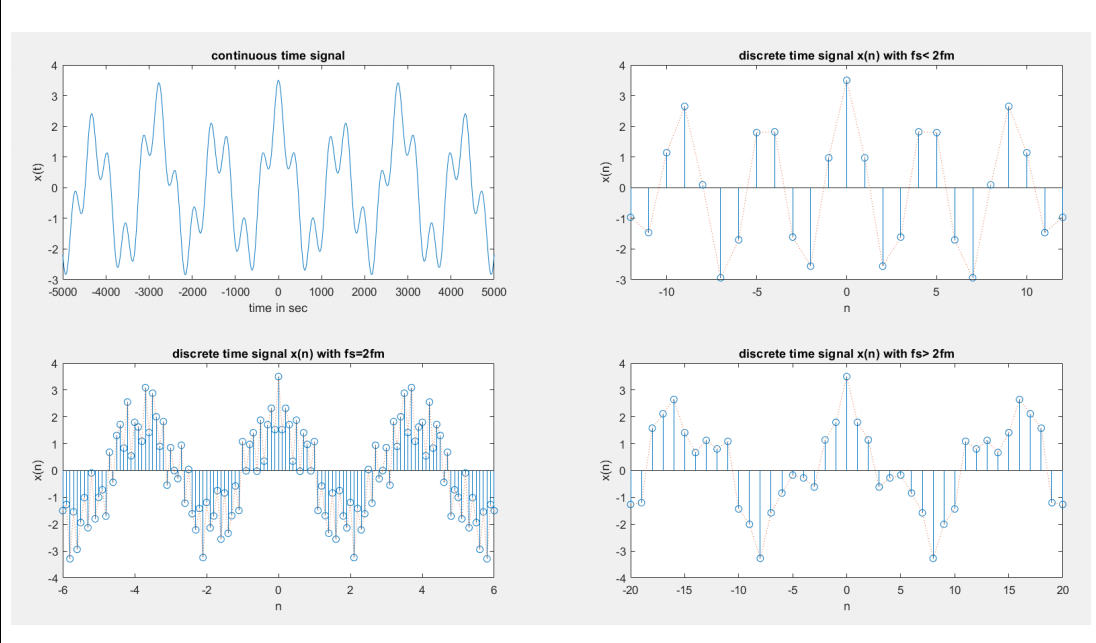 continuous time signal
4
3
2
1
0
-1
-2
-3
x(t)
-5000 -4000 -3000 -2000 -1000 0 1000 2000 3000 4000 5000
time in sec
discrete time signal x(n) with fs< 2fm
4
3
2
1
0
-1
-2
-3
x(n)
-10 -5 0 5 10
n
discrete time signal x(n) with fs=2fm
4
3
2
1
0
-1
-2
-3
-4
x(n)
-6 -4 -2 0 2 4 6
n
discrete time signal x(n) with fs> 2fm
4
3
2
1
0
-1
-2
-3
-4
x(n)
-20 -15 -10 -5 0 5 10 15 20
n